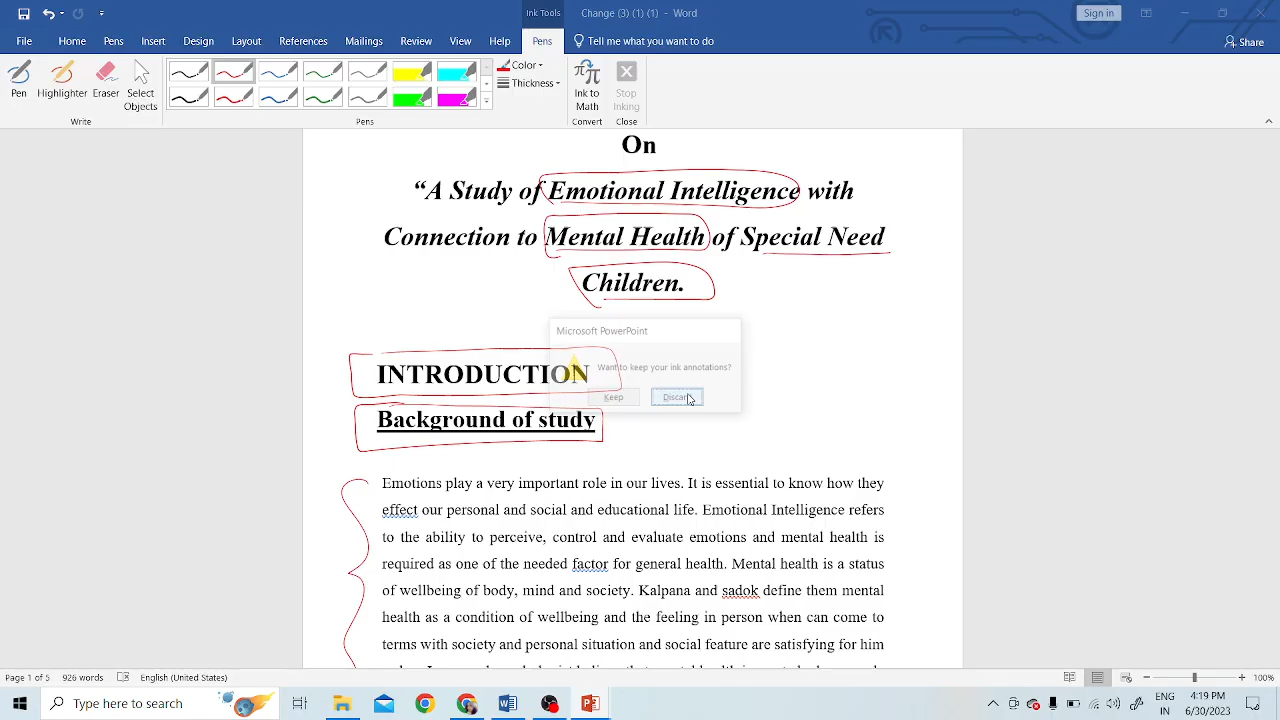 Ink Tools
Emotional Intelligence (3) (1) (1) - Word
Sign in
File Home Pens Insert Design Layout References Mailings Review View Help Pens Tell me what you want to do Share
Pen Highlighter Eraser Select Objects
Color
Thickness
Ink to Math
Stop Inking
Write Pens Convert Close
On
“A Study of Emotional Intelligence with
Connection to Mental Health of Special Need
Children.
Microsoft PowerPoint
Want to keep your ink annotations?
Keep Discard
INTRODUCTION
Background of study
Emotions play a very important role in our lives. It is essential to know how they
effect our personal and social and educational life. Emotional Intelligence refers
to the ability to perceive, control and evaluate emotions and mental health is
required as one of the needed factor for general health. Mental health is a status
of wellbeing of body, mind and society. Kalpana and sadok define them mental
health as a condition of wellbeing and the feeling in person when can come to
terms with society and personal situation and social feature are satisfying for him
Page 1 of 5 926 words English (United States) 100%
Type here to search
ENG
IN
4:19 PM
6/30/2023